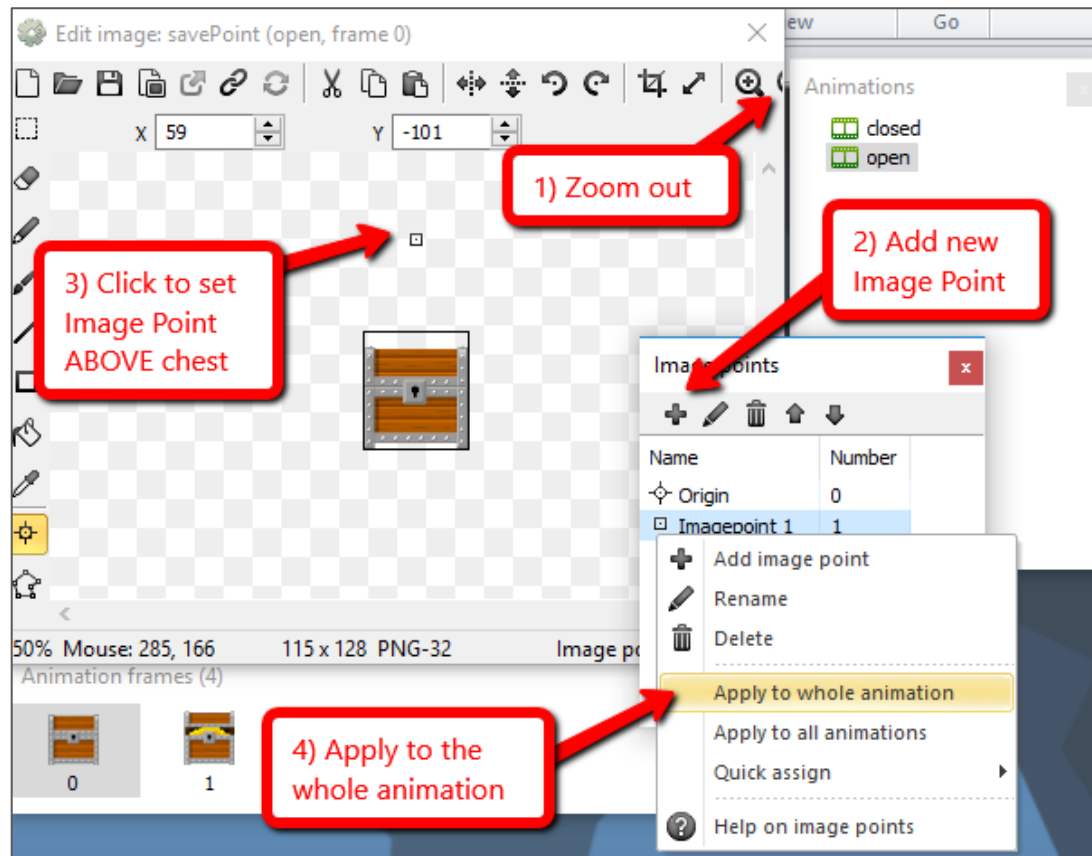 Edit image: savePoint (open, frame 0)
ew
Go
Animations
x
closed
open
X 59
Y -101
1) Zoom out
2) Add new
Image Point
3) Click to set
Image Point
ABOVE chest
Image points
x
Name Number
Origin 0
Imagepoint 1 1
Add image point
Rename
Delete
Apply to whole animation
Apply to all animations
Quick assign
Help on image points
50% Mouse: 285, 166 115 x 128 PNG-32 Image po
Animation frames (4)
0
1
4) Apply to the
whole animation